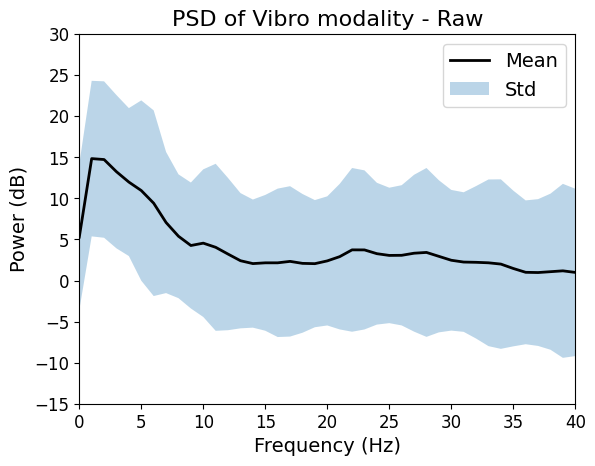 PSD of Vibro modality - Raw
Mean
Std
Power (dB)
30
25
20
15
10
5
0
−5
−10
−15
0 5 10 15 20 25 30 35 40
Frequency (Hz)